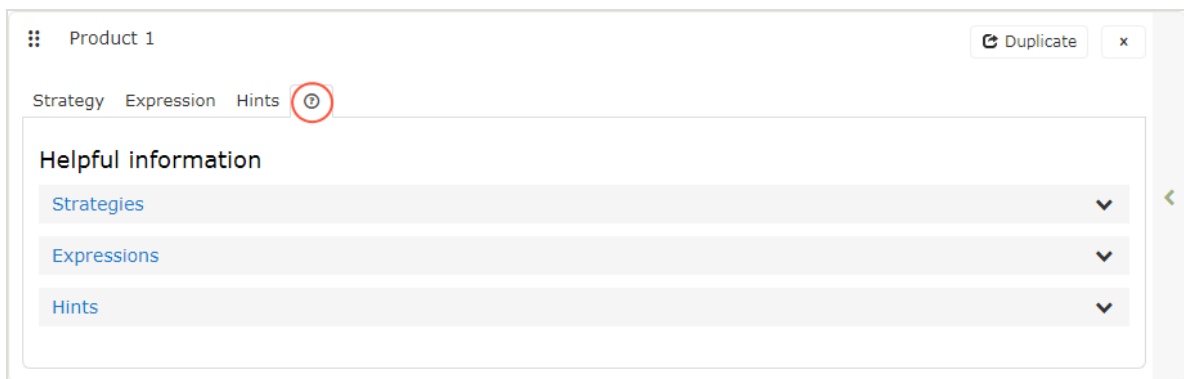 Product 1
Duplicate x
Strategy Expression Hints ?
Helpful information
Strategies
Expressions
Hints